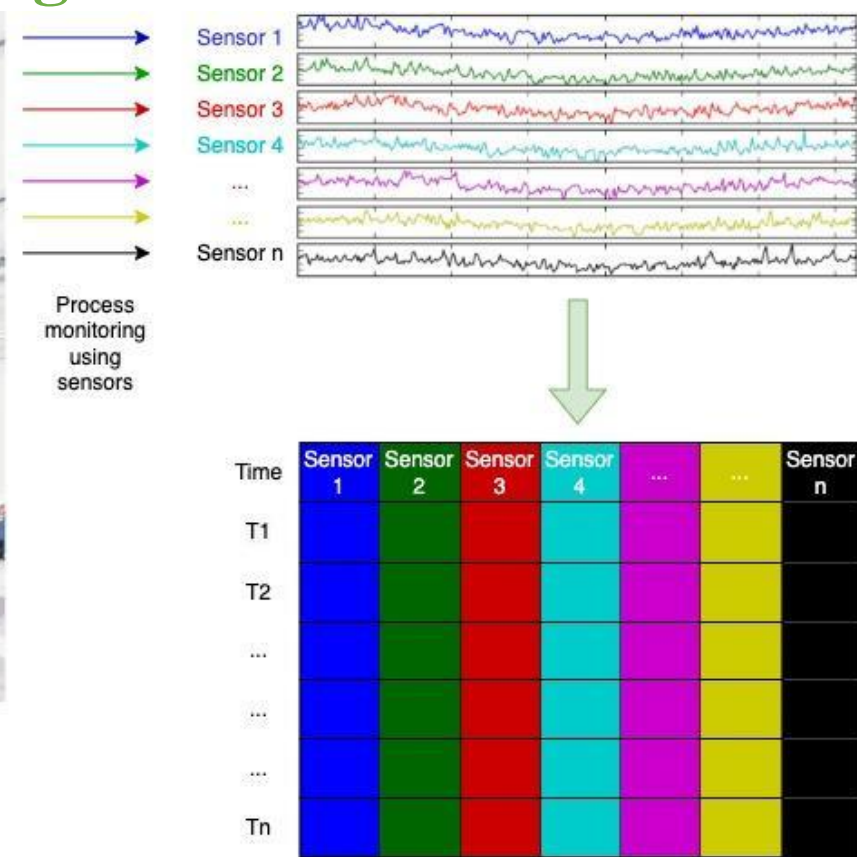 Sensor 1
Sensor 2
Sensor 3
Sensor 4
...
...
Sensor n
Process
monitoring
using
sensors
Time
Sensor 1
Sensor 2
Sensor 3
Sensor 4
...
...
Sensor n
T1
T2
...
...
...
Tn